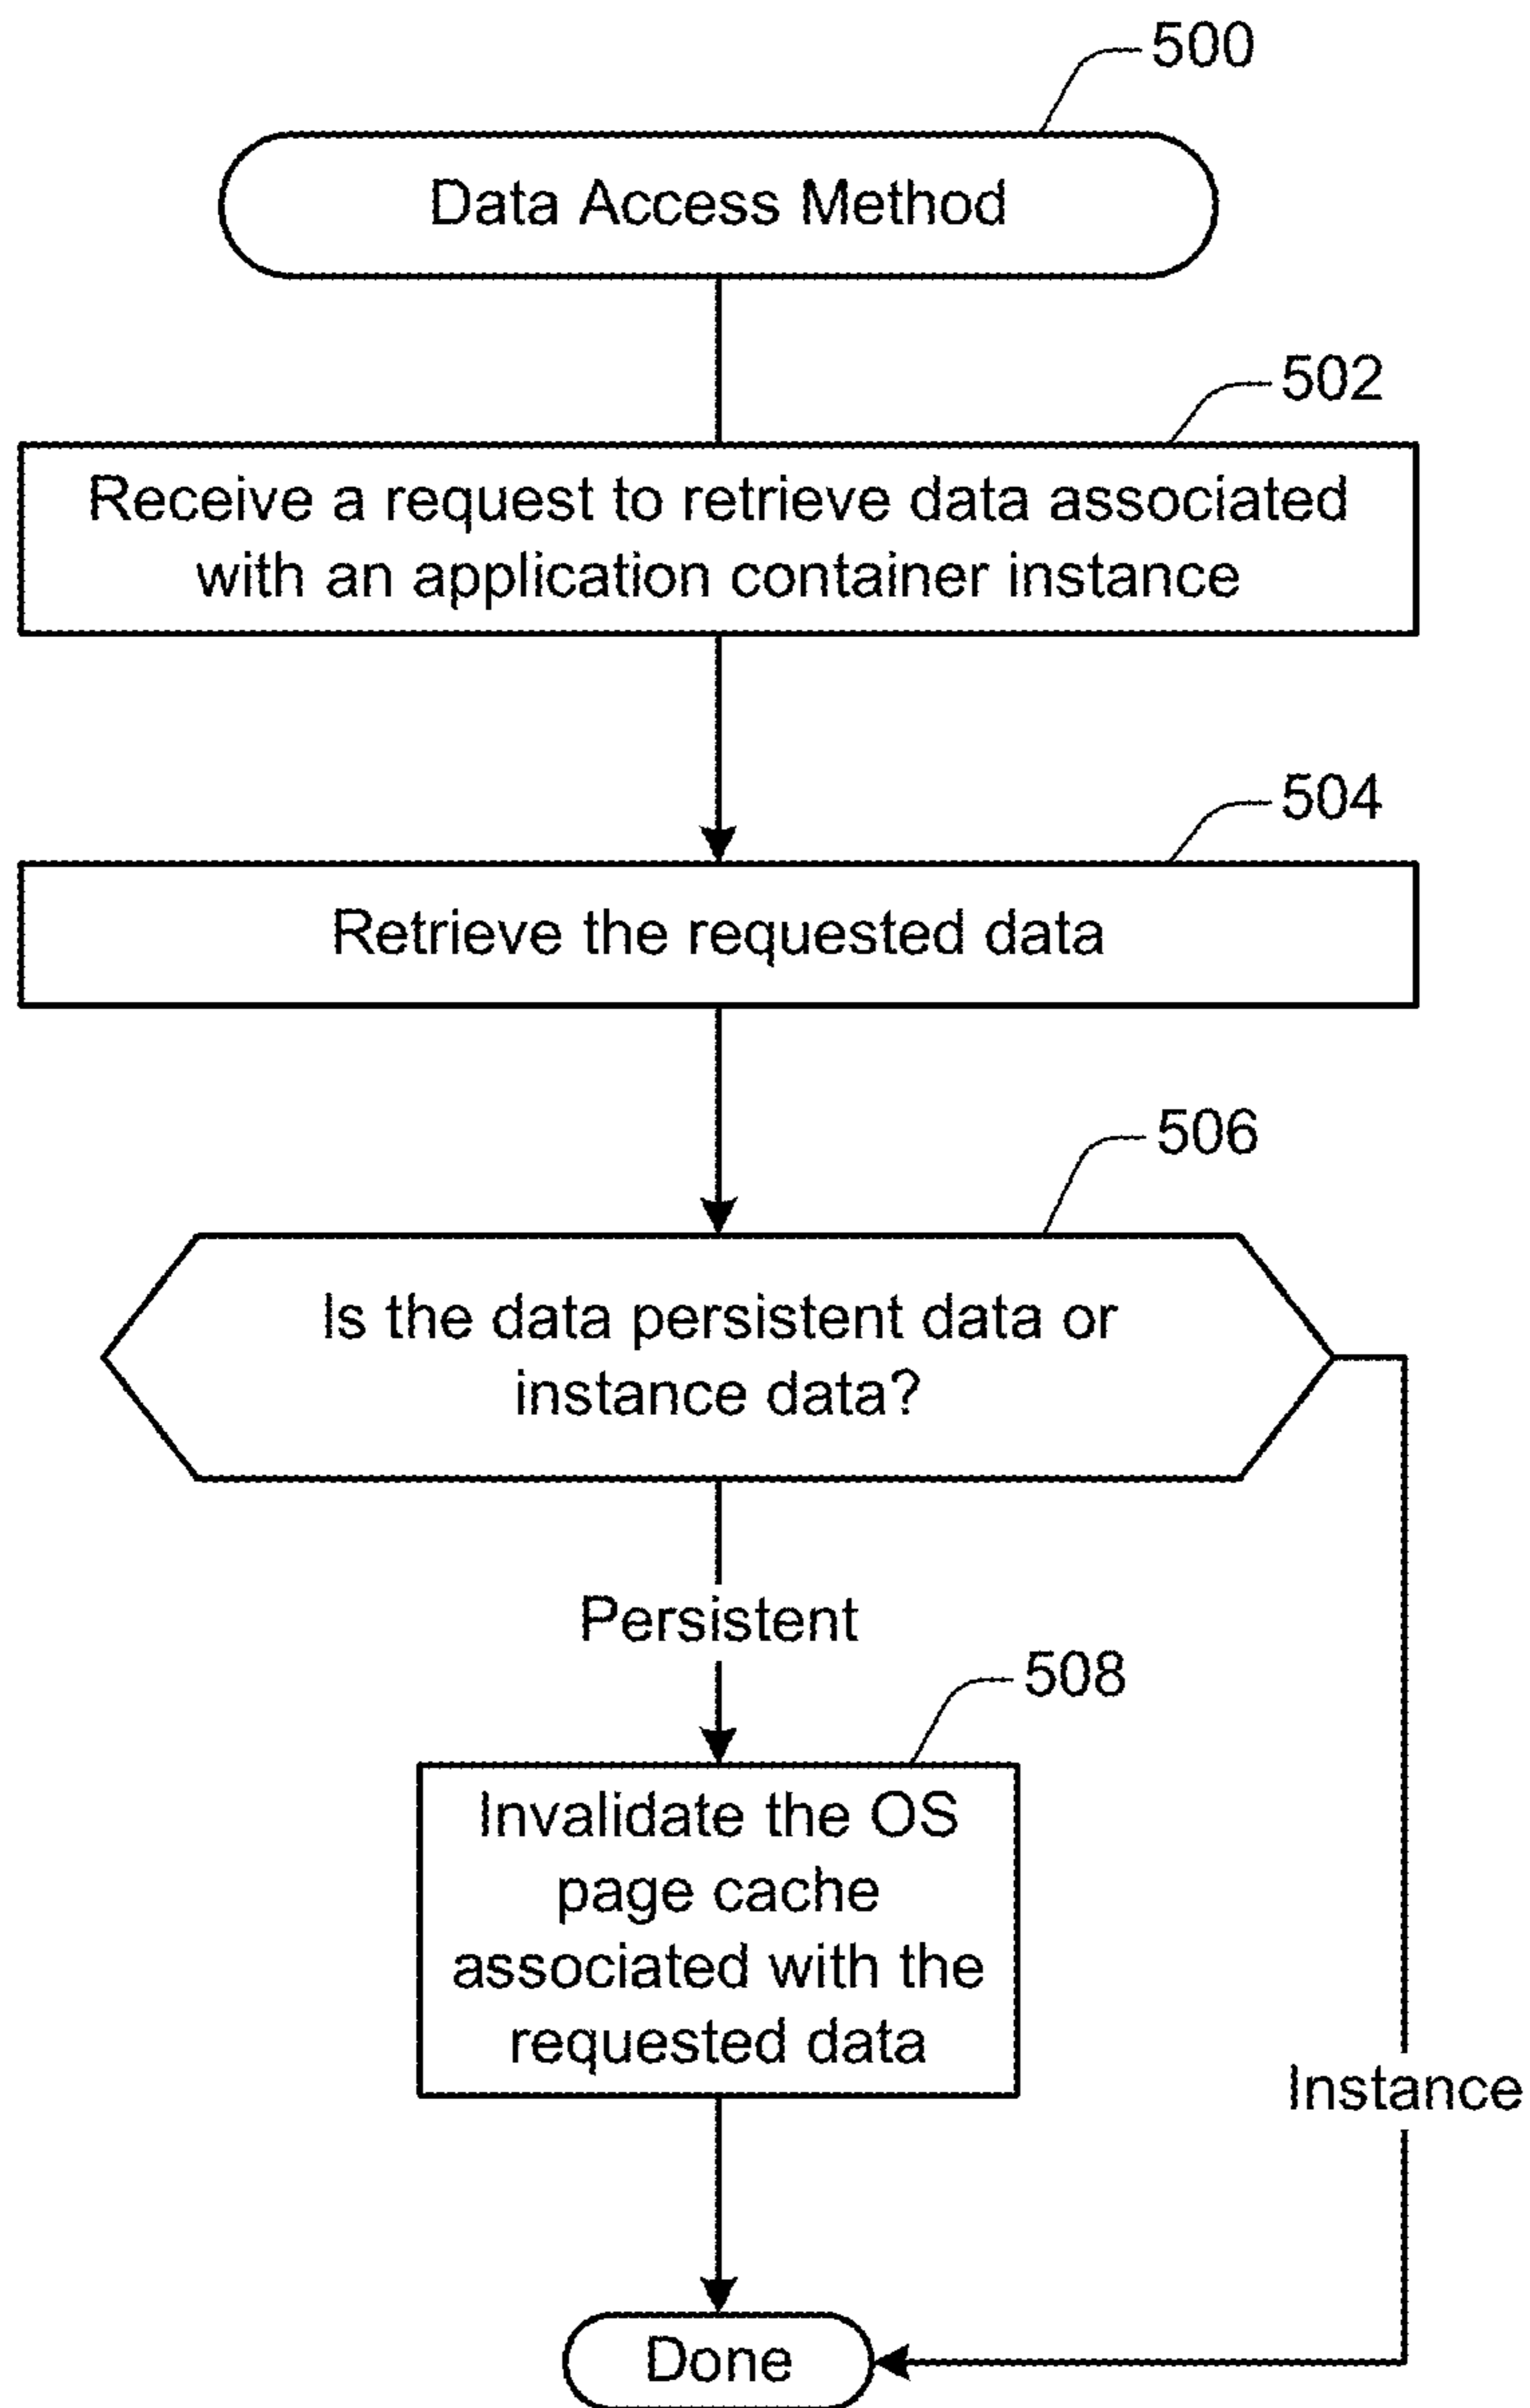 500
Data Access Method
502
Receive a request to retrieve data associated
with an application container instance
504
Retrieve the requested data
506
Is the data persistent data or
instance data?
Persistent
508
Invalidate the OS
page cache
associated with the
requested data
Instance
Done